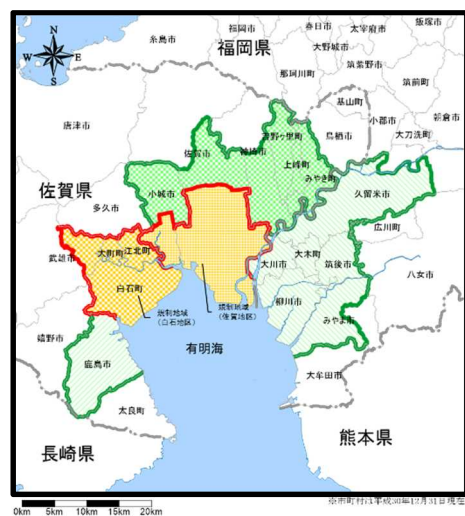 福岡市
春日市
太宰府市
飯塚市
糸島市
福岡県
大野城市
筑紫野市
那珂川町
筑前町
N
W
E
S
基山町
小郡市
朝倉市
唐津市
鳥栖市
大刀洗町
吉野ヶ里町
佐賀市
神埼市
上峰町
みやき町
佐賀県
小城市
久留米市
多久市
広川町
武雄市
大町町
江北町
大川市
大木町
筑後市
八女市
白石町
規制地域
(白石地区)
規制地域
(佐賀地区)
柳川市
みやま市
嬉野市
有明海
鹿島市
大牟田市
太良町
長崎県
熊本県
※市町村は平成30年12月31日現在
0km 5km 10km 15km 20km